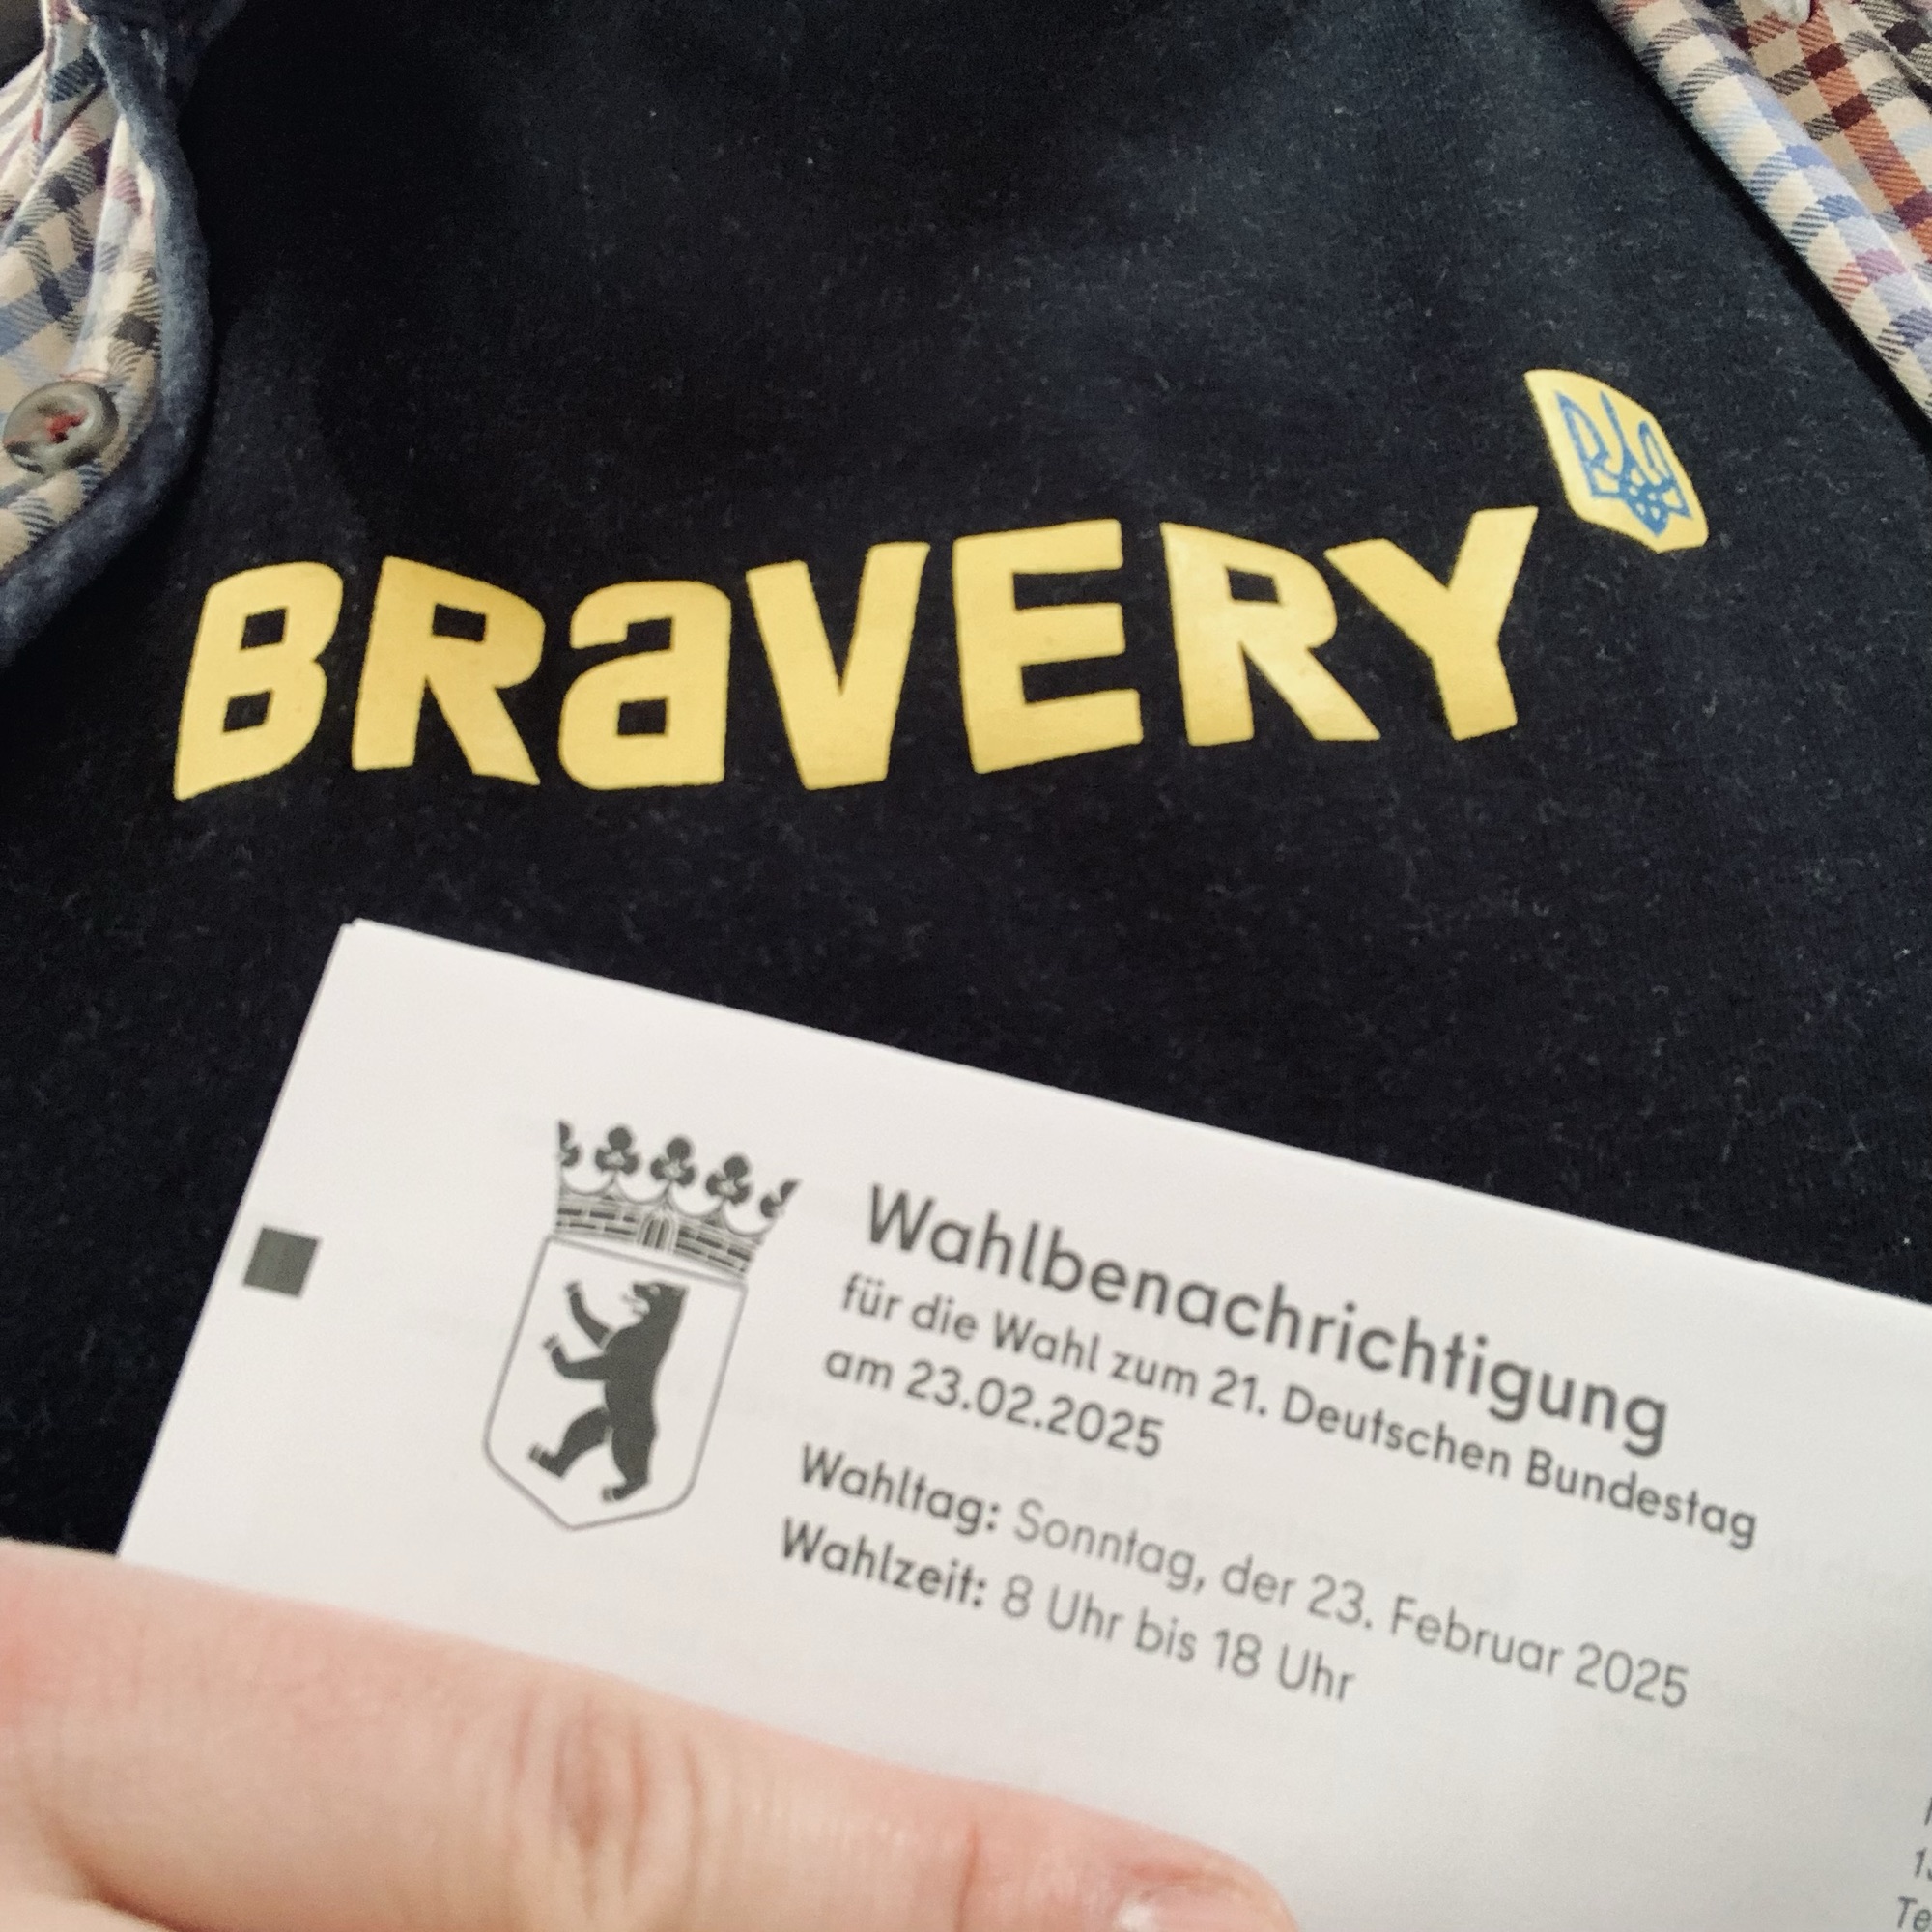 BRaVERY
Wahlbenachrichtigung
für die Wahl zum 21. Deutschen Bundestag
am 23.02.2025
Wahltag: Sonntag, der 23. Februar 2025
Wahlzeit: 8 Uhr bis 18 Uhr